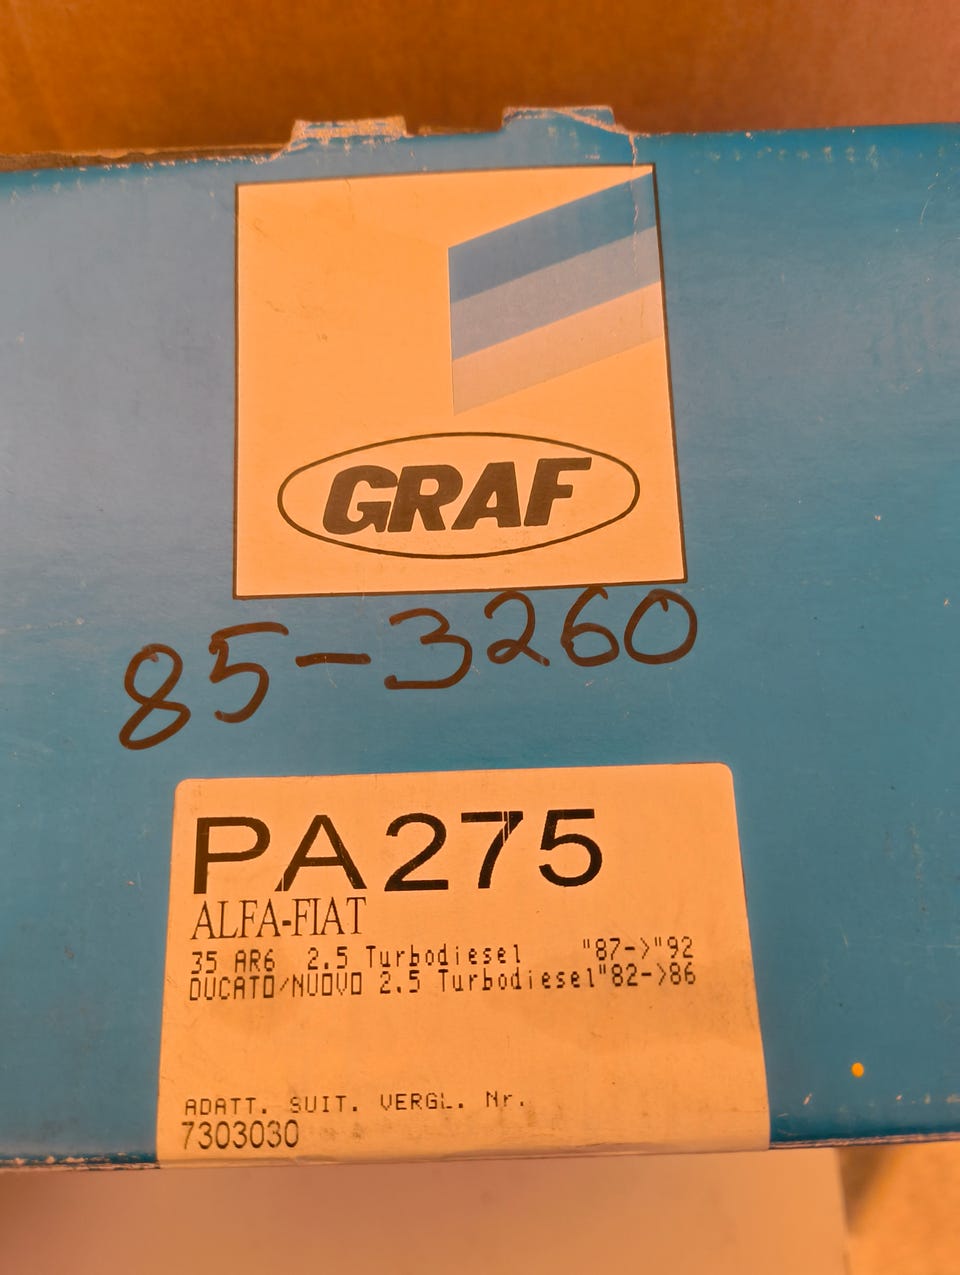 GRAF
85-3260
PA275
ALFA-FIAT
35 AR6 2.5 Turbodiesel "87->"92
DUCATO/NUOVO 2.5 Turbodiesel"82->86
ADATT. SUIT. VERGL. Nr.
7303030